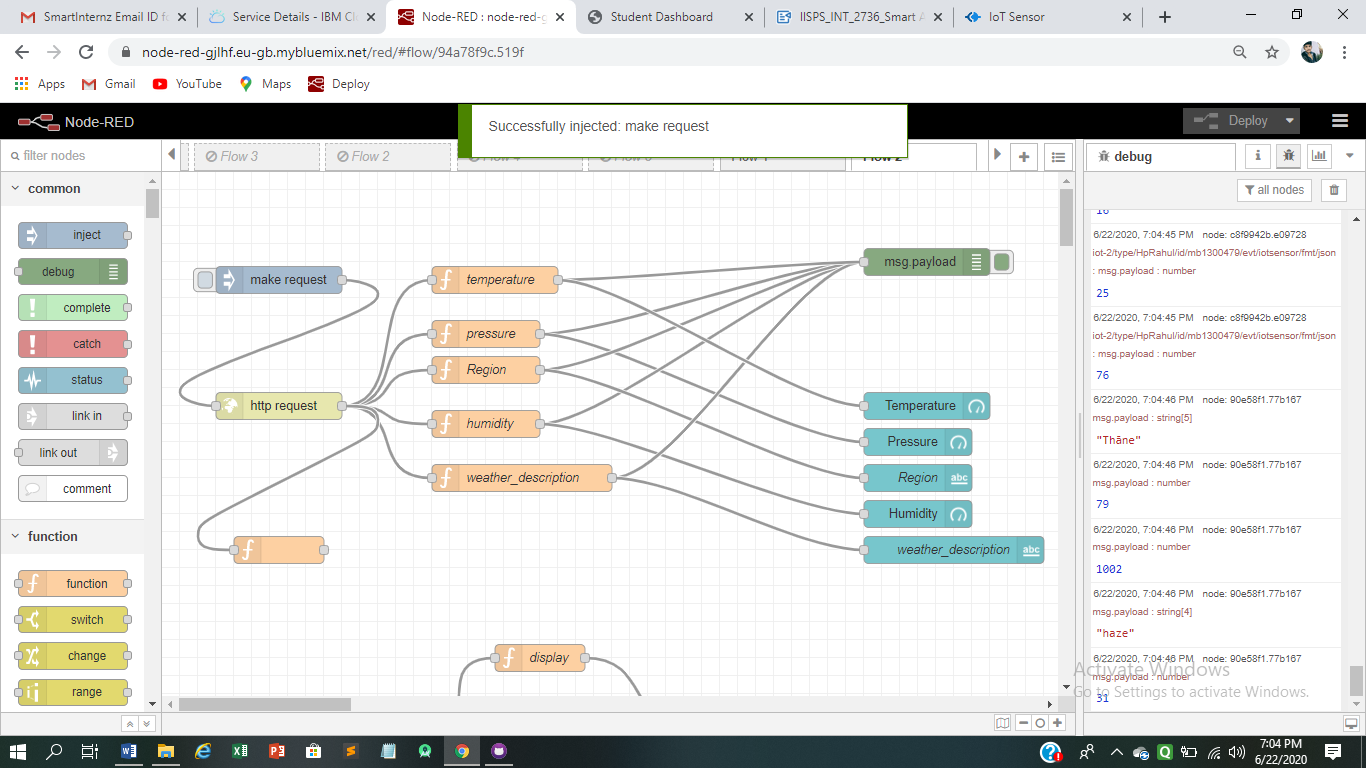 SmartInternz Email ID f
Service Details - IBM Cl
Node-RED : node-red-g
Student Dashboard
IISPS_INT_2736_Smart A
IoT Sensor
node-red-gjlhf.eu-gb.mybluemix.net/red/#flow/94a78f9c.519f
Apps
Gmail
YouTube
Maps
Deploy
Node-RED
Successfully injected: make request
Deploy
filter nodes
Flow 3
Flow 2
debug
i
all nodes
common
inject
debug
complete
catch
status
link in
link out
comment
function
function
switch
change
range
make request
http request
temperature
pressure
Region
humidity
weather_description
display
msg.payload
Temperature
Pressure
Region
abc
Humidity
weather_description
abc
16
6/22/2020, 7:04:45 PM node: c8f9942b.e09728
iot-2/type/HpRahul/id/mb1300479/evt/iotsensor/fmt/json
: msg.payload : number
25
6/22/2020, 7:04:45 PM node: c8f9942b.e09728
iot-2/type/HpRahul/id/mb1300479/evt/iotsensor/fmt/json
: msg.payload : number
76
6/22/2020, 7:04:46 PM node: 90e58f1.77b167
msg.payload : string[5]
"Thāne"
6/22/2020, 7:04:46 PM node: 90e58f1.77b167
msg.payload : number
79
6/22/2020, 7:04:46 PM node: 90e58f1.77b167
msg.payload : number
1002
6/22/2020, 7:04:46 PM node: 90e58f1.77b167
msg.payload : string[4]
"haze"
6/22/2020, 7:04:46 PM node: 90e58f1.77b167
msg.payload : number
31
Activate Windows
Go to Settings to activate Windows.
7:04 PM
6/22/2020